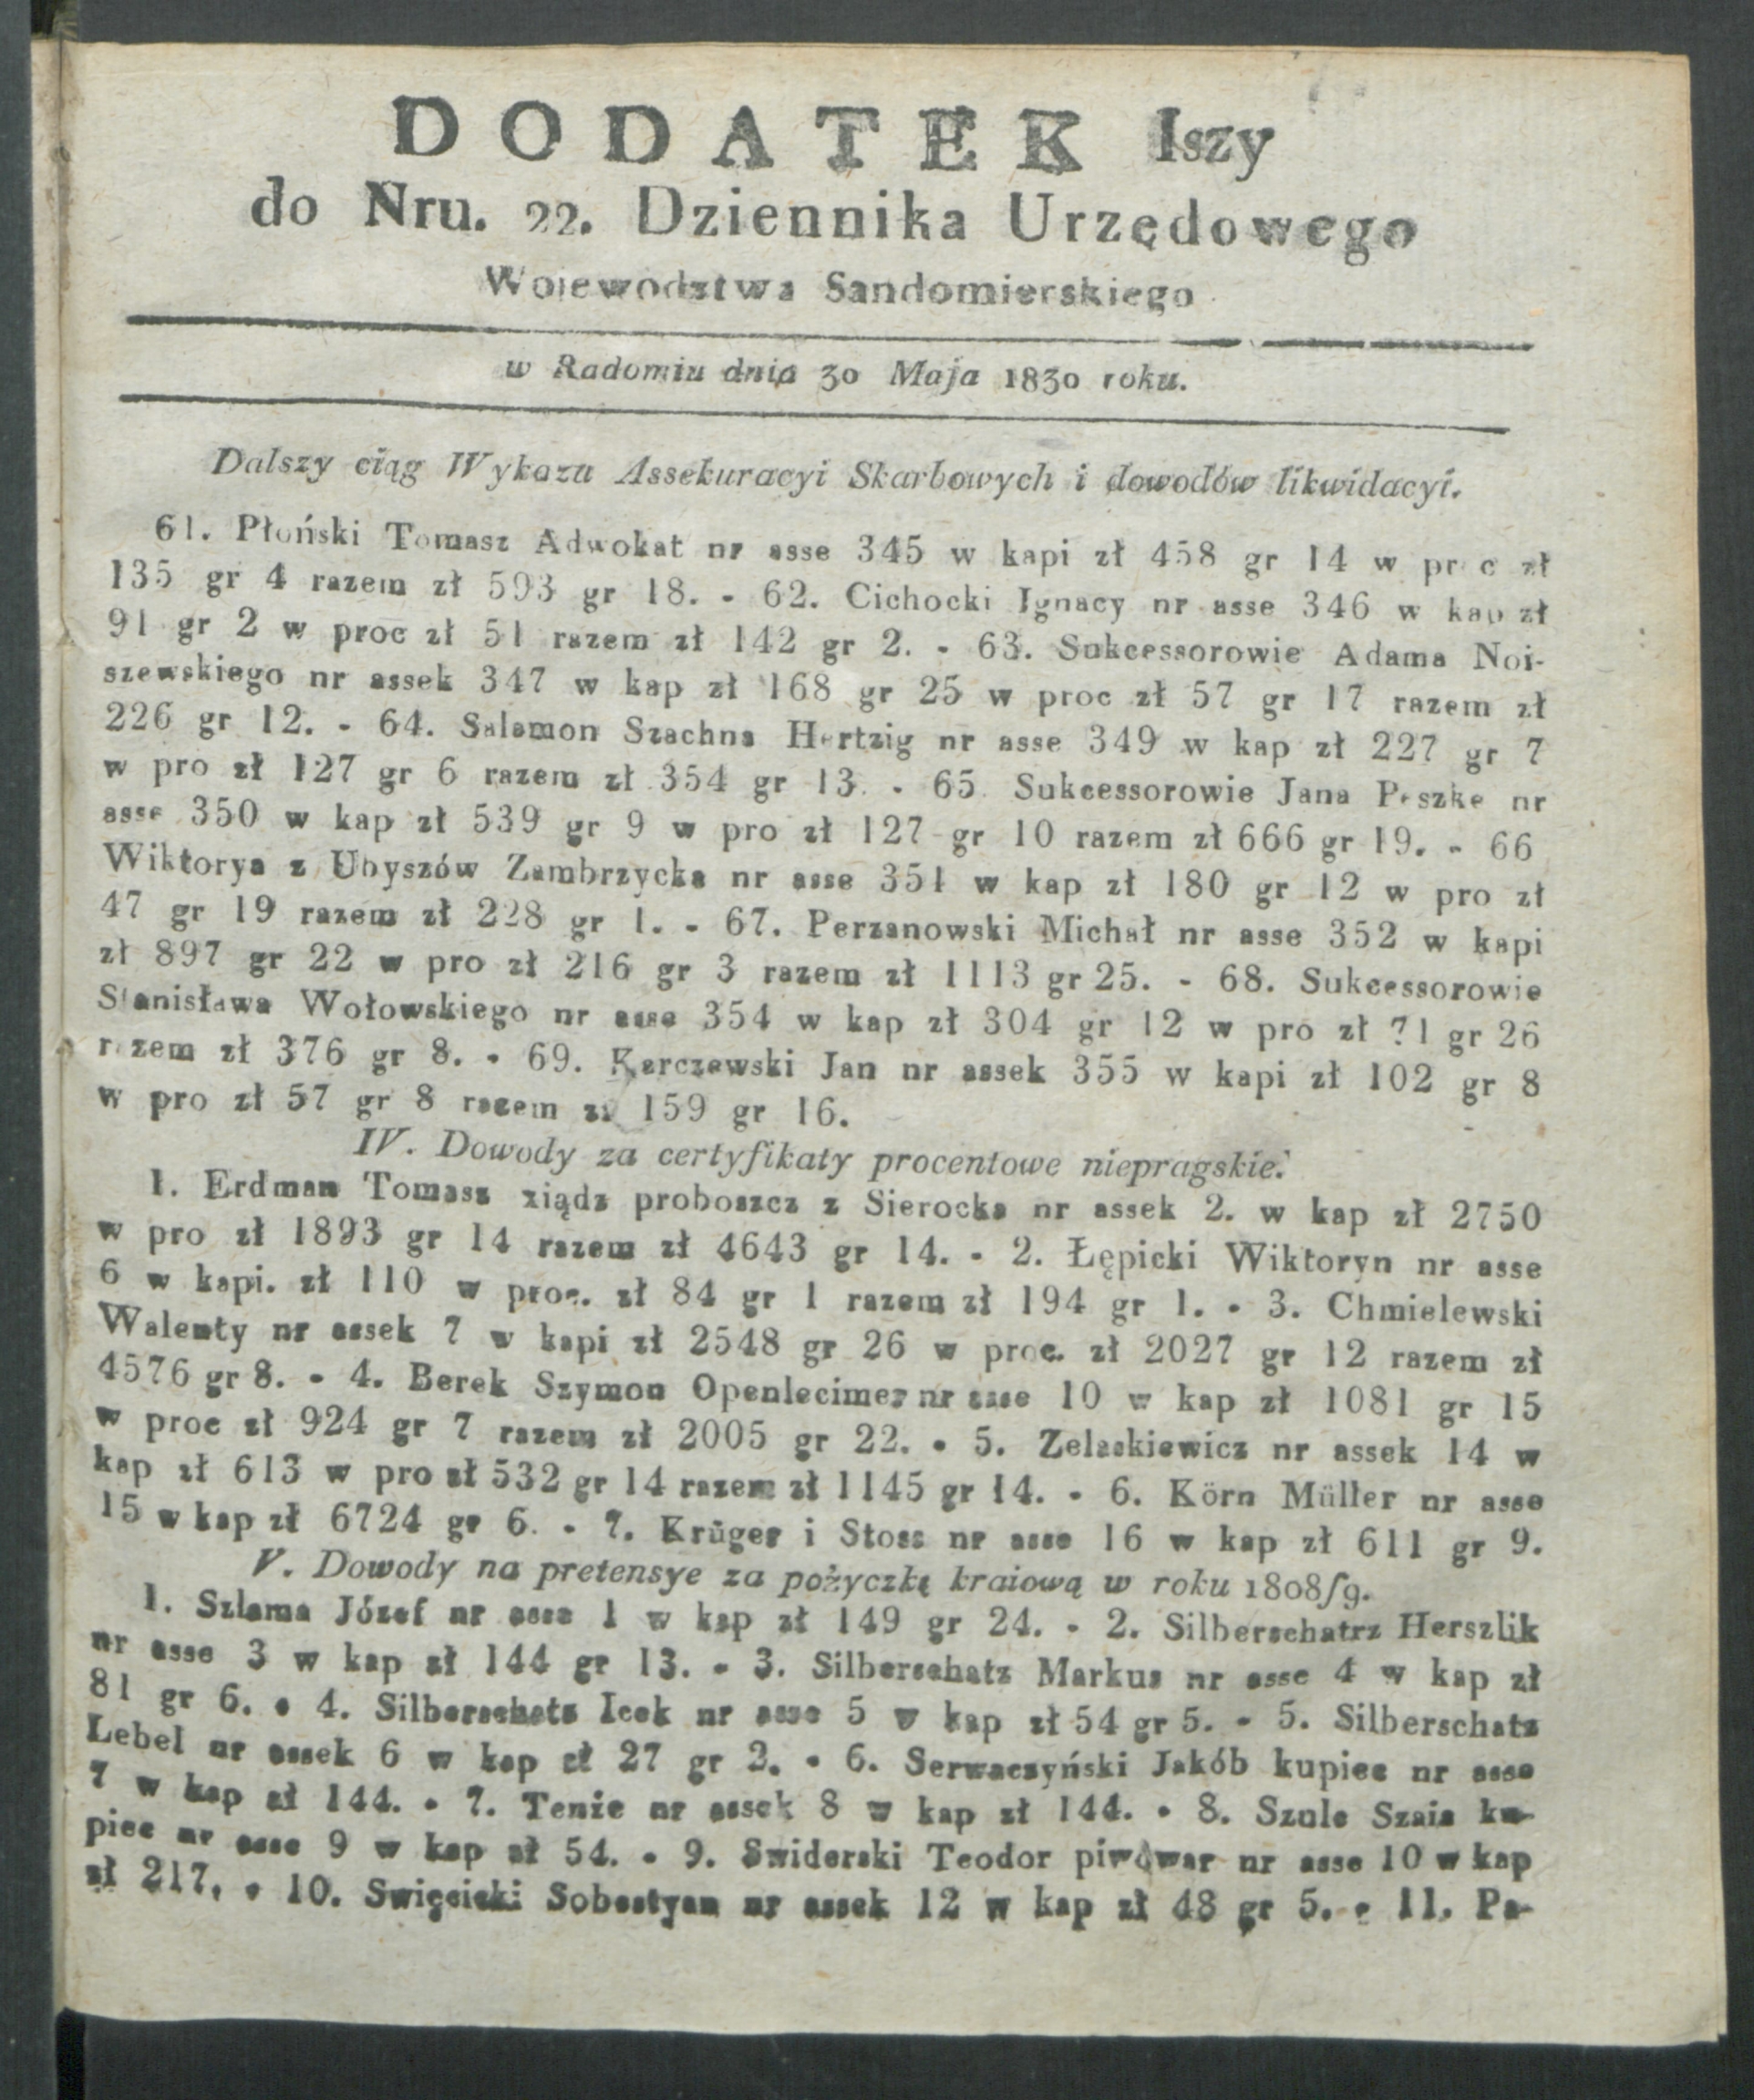 DODATEK Iszy
do Nru. 22. Dziennika Urzędowego
Woiewodztwa Sandomierskiego
w Radomiu dnia 30 Maja 1830 roku.
Dalszy ciąg Wykazu Assekuracyi Skarbowych i dowodów likwidacyi.
61. Płoński Tomasz Adwokat nr asse 345 w kapi zł 458 gr 14 w proc zł
135 gr 4 razem zł 593 gr 18. - 62. Cichocki Ignacy nr asse 346 w kap zł
91 gr 2 w proc zł 51 razem zł 142 gr 2. - 63. Sukcessorowie Adama Noi-
szewskiego nr assek 347 w kap zł 168 gr 25 w proc zł 57 gr 17 razem zł
226 gr 12. - 64. Salamon Szachna Hertzig nr asse 349 w kap zł 227 gr 7
w pro zł 127 gr 6 razem zł 354 gr 13. - 65 Sukcessorowie Jana Peszke nr
asse 350 w kap zł 539 gr 9 w pro zł 127 gr 10 razem zł 666 gr 19. - 66
Wiktorya z Ubyszów Zambrzycka nr asse 351 w kap zł 180 gr 12 w pro zł
47 gr 19 razem zł 228 gr 1. - 67. Perzanowski Michał nr asse 352 w kapi
zł 897 gr 22 w pro zł 216 gr 3 razem zł 1113 gr 25. - 68. Sukcessorowie
Stanisława Wołowskiego nr asse 354 w kap zł 304 gr 12 w pro zł 71 gr 26
razem zł 376 gr 8. - 69. Karczewski Jan nr assek 355 w kapi zł 102 gr 8
w pro zł 57 gr 8 razem zł 159 gr 16.
IV. Dowody za certyfikaty procentowe niepragskie.
1. Erdman Tomasz xiądz proboszcz z Sierocka nr assek 2. w kap zł 2750
w pro zł 1893 gr 14 razem zł 4643 gr 14. - 2. Łępicki Wiktoryn nr asse
6 w kapi. zł 110 w proc. zł 84 gr 1 razem zł 194 gr 1. - 3. Chmielewski
Walenty nr assek 7 w kapi zł 2548 gr 26 w proc. zł 2027 gr 12 razem zł
4576 gr 8. - 4. Berek Szymon Openlecimer nr asse 10 w kap zł 1081 gr 15
w proc zł 924 gr 7 razem zł 2005 gr 22. - 5. Zelaskiewicz nr assek 14 w
kap zł 613 w pro zł 532 gr 14 razem zł 1145 gr 14. - 6. Körn Müller nr asse
15 w kap zł 6724 gr 6. - 7. Krüger i Stoss nr asse 16 w kap zł 611 gr 9.
V. Dowody na pretensye za pożyczkę kraiową w roku 1808/9.
1. Szlama Józef nr asse 1 w kap zł 149 gr 24. - 2. Silberschatrz Herszlik
nr asse 3 w kap zł 144 gr 13. - 3. Silberschatz Markus nr asse 4 w kap zł
81 gr 6. - 4. Silberschatz Icek nr asse 5 w kap zł 54 gr 5. - 5. Silberschatz
Lebel nr assek 6 w kap zł 27 gr 2. - 6. Serwaczyński Jakób kupiec nr asse
7 w kap zł 144. - 7. Tenże nr assek 8 w kap zł 144. - 8. Szule Szaia ku-
piec nr asse 9 w kap zł 54. - 9. Swiderski Teodor piwowar nr asse 10 w kap
zł 217. - 10. Swięcicki Sobestyan nr assek 12 w kap zł 48 gr 5. - 11. Pa-